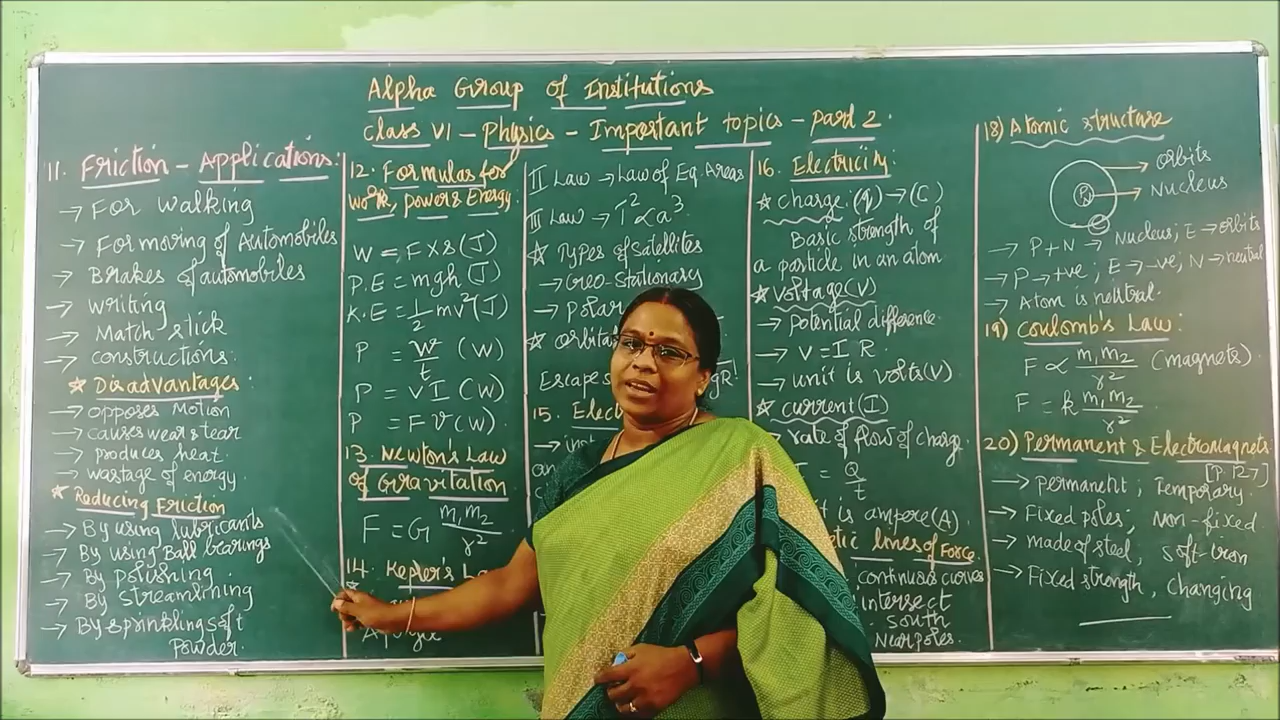 Alpha Group of Institutions
Class VI - Physics - Important topics - Part 2.
11. Friction - Applications:
→ For walking
→ For moving of Automobiles
→ Brakes of automobiles
→ writing
→ Match stick
→ constructions.
★ Disadvantages:
→ opposes Motion
→ causes wear & tear
→ produces heat.
→ wastage of energy.
★ Reducing Friction
→ By using lubricants
→ By using Ball bearings
→ By polishing
→ By streamlining
→ By sprinkling soft
Powder.
12. Formulas for
Work, Power & Energy.
W = F x s (J)
P.E = mgh (J)
K.E = 1/2 mv² (J)
P = w/t (W)
P = VI (W)
P = FV (W).
13. Newton's Law
of Gravitation
F = G m1 m2 / r²
14. Kepler's
II Law → Law of Eq. Areas
III Law → T² ∝ a³.
★ Types of Satellites
→ Geo-Stationary
→ polar
★
Escape
15.
→
16. Electricity:
★ charge: (q) → (C)
Basic strength of
a particle in an atom
★ Voltage (V)
→ potential difference
→ V = I R
→ unit is volts (V)
★ current (I)
→ rate of flow of charge.
= Q/t
is ampere (A)
lines of Force.
continuous curves
intersect
south
Near poles.
18) Atomic structure
→ orbits
→ Nucleus
→ P + N → Nucleus; E → orbits
→ P → +ve; E → -ve; N → neutral
→ Atom is neutral.
19) Coulomb's Law:
F ∝ m1 m2 / r² (magnets)
F = k m1 m2 / r²
20) Permanent & Electromagnets
[P. 127]
→ permanent; Temporary.
→ Fixed poles; Non-fixed
→ made of steel, soft iron
→ Fixed strength, Changing